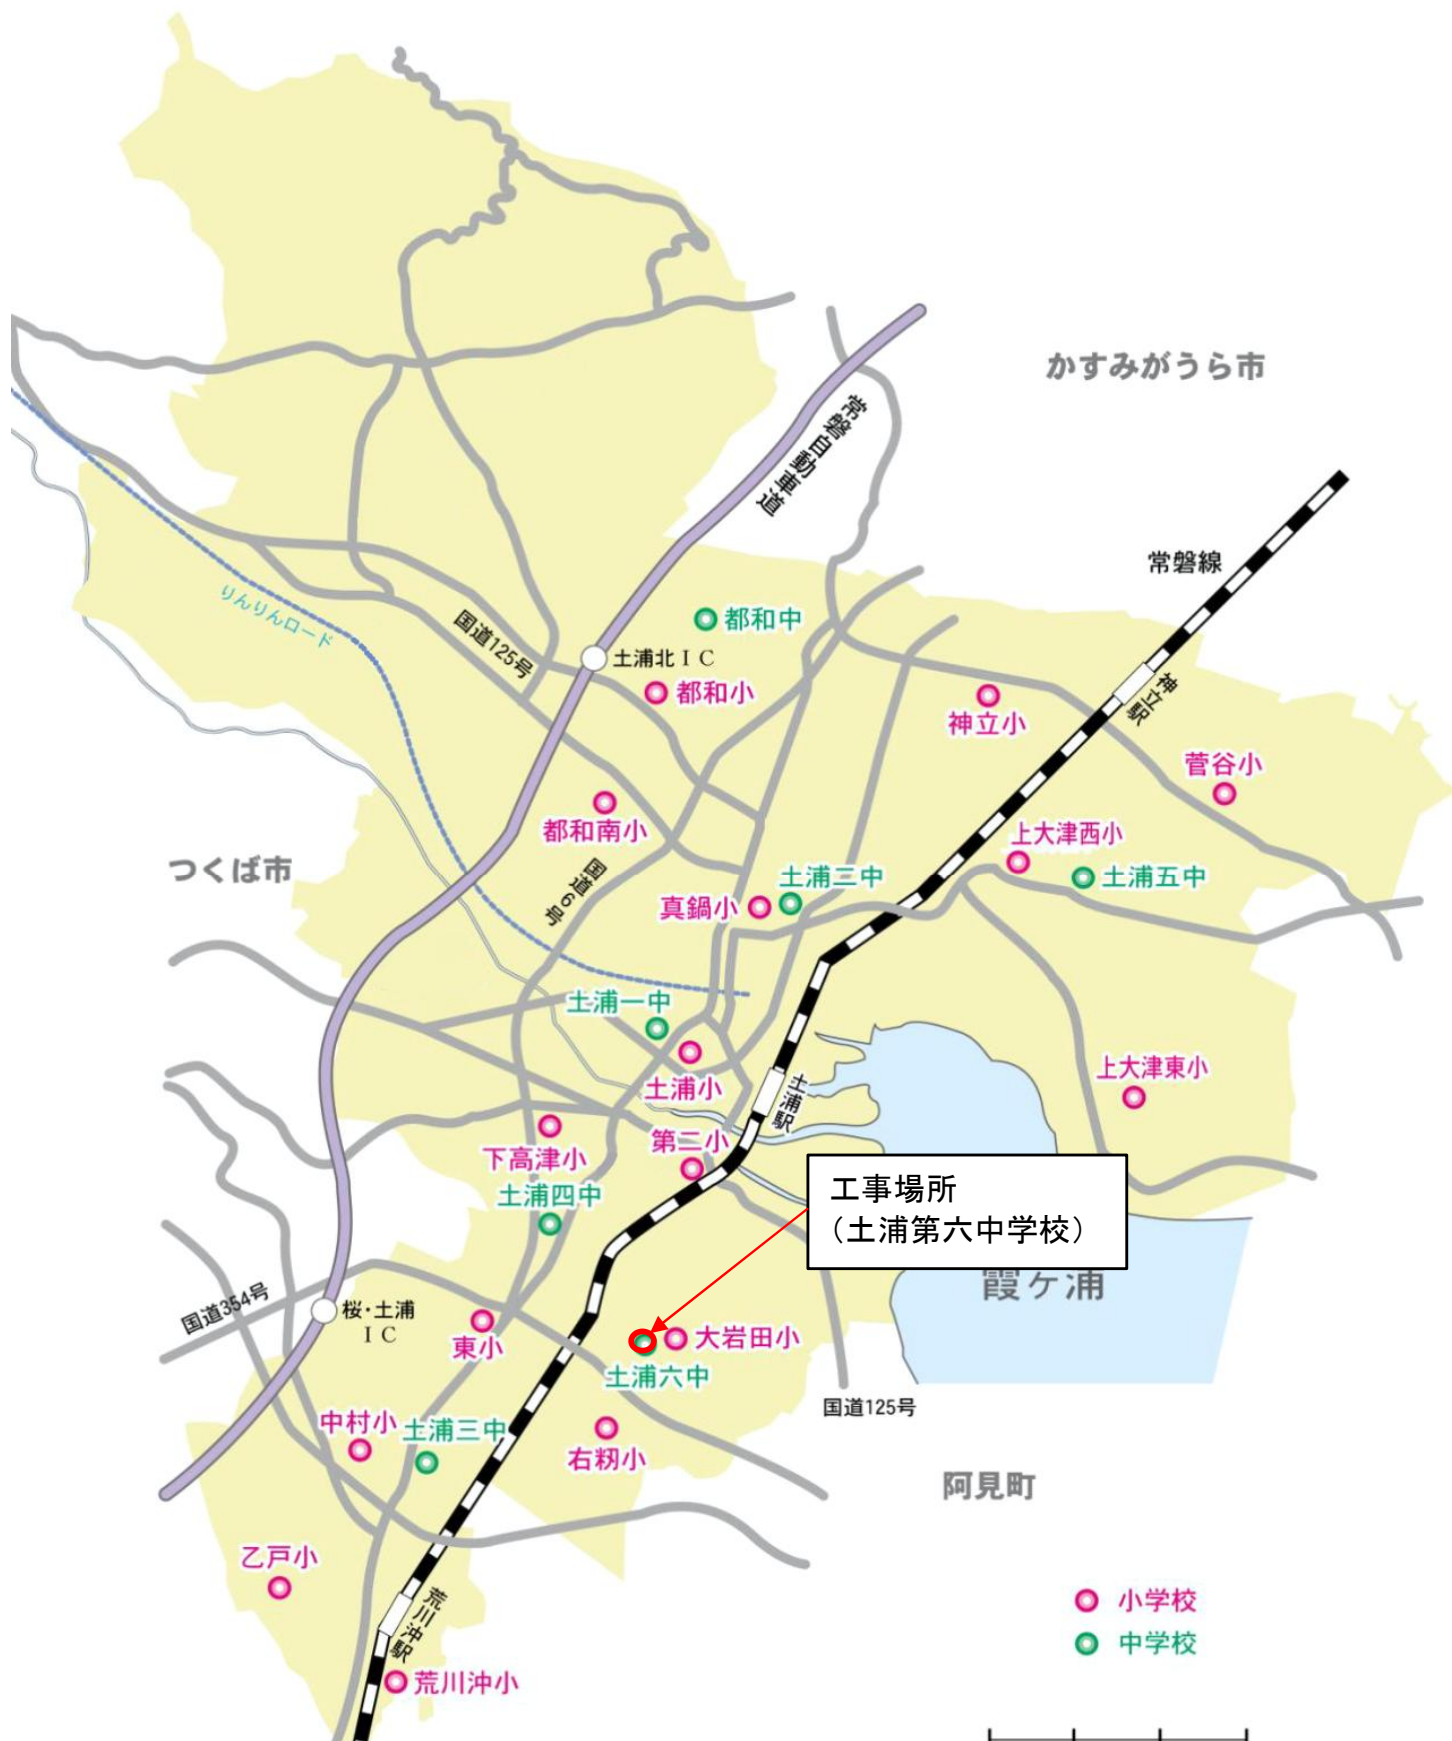 かすみがうら市
常磐自動車道
常磐線
りんりんロード
国道125号
都和中
土浦北IC
都和小
神立小
神立駅
菅谷小
都和南小
上大津西小
土浦五中
つくば市
国道6号
土浦二中
真鍋小
土浦一中
土浦小
土浦駅
上大津東小
下高津小
第二小
土浦四中
工事場所
(土浦第六中学校)
霞ヶ浦
国道354号
桜・土浦
IC
東小
大岩田小
土浦六中
国道125号
中村小
土浦三中
右籾小
阿見町
乙戸小
荒川沖駅
小学校
中学校
荒川沖小